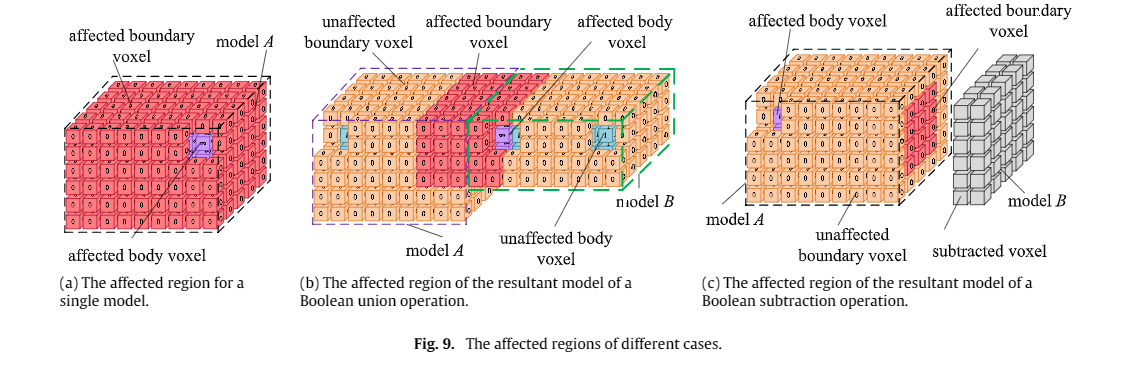 affected boundary
voxel
model A
affected body voxel
(a) The affected region for a
single model.
unaffected
boundary voxel
affected boundary
voxel
affected body
voxel
model A
unaffected body
voxel
model B
(b) The affected region of the resultant model of a
Boolean union operation.
affected body voxel
affected boundary
voxel
model A
unaffected
boundary voxel
model B
subtracted voxel
(c) The affected region of the resultant model of a
Boolean subtraction operation.
Fig. 9. The affected regions of different cases.